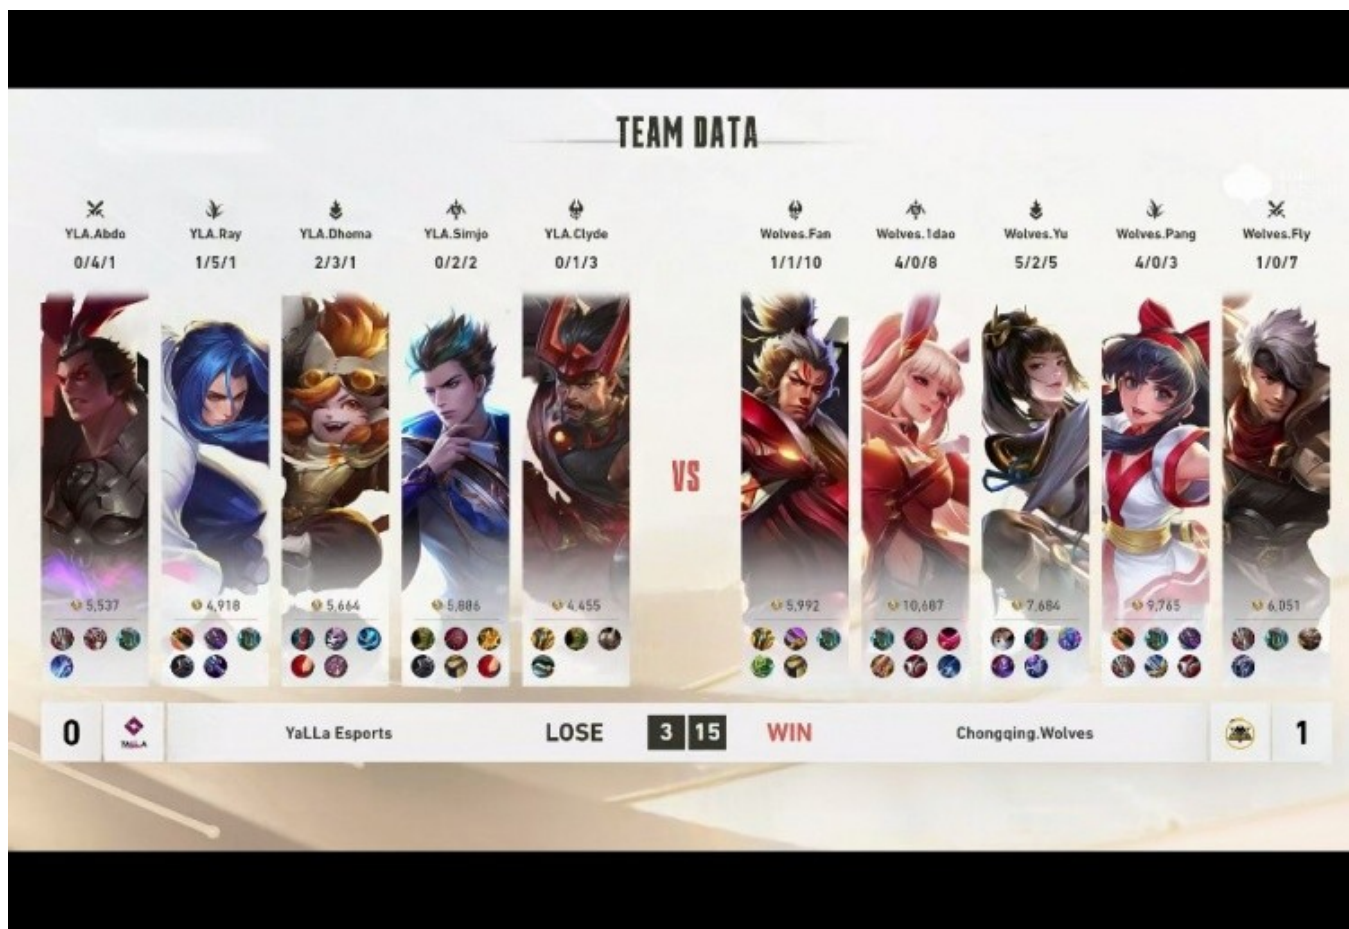 TEAM DATA
YLA.Abdo YLA.Ray YLA.Dhoma YLA.Simjo YLA.Clyde Wolves.Fan Wolves.1dao Wolves.Yu Wolves.Pang Wolves.Fly
0/4/1 1/5/1 2/3/1 0/2/2 0/1/3 1/1/10 4/0/8 5/2/5 4/0/3 1/0/7
VS
5,537 4,918 5,664 5,886 4,455 5,992 10,687 7,684 9,765 6,051
0 YaLLa Esports LOSE 3 15 WIN Chongqing.Wolves 1
YaLLA